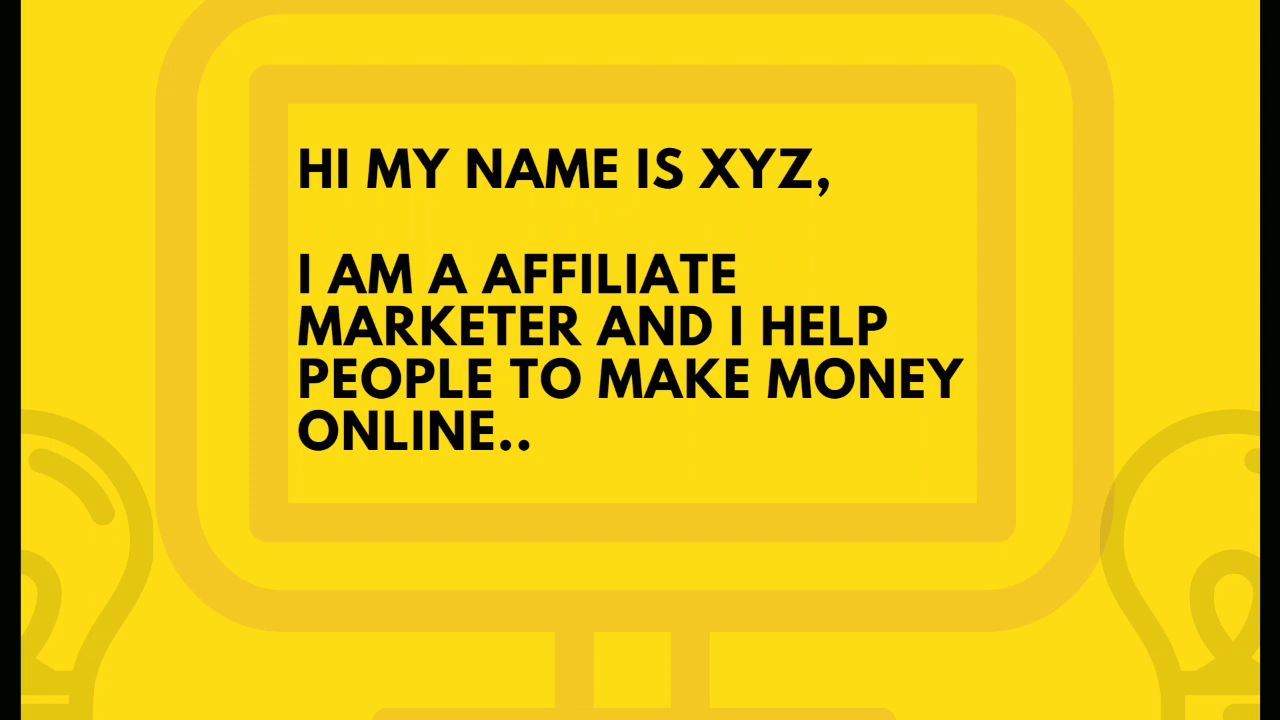 HI MY NAME IS XYZ,
I AM A AFFILIATE
MARKETER AND I HELP
PEOPLE TO MAKE MONEY
ONLINE..